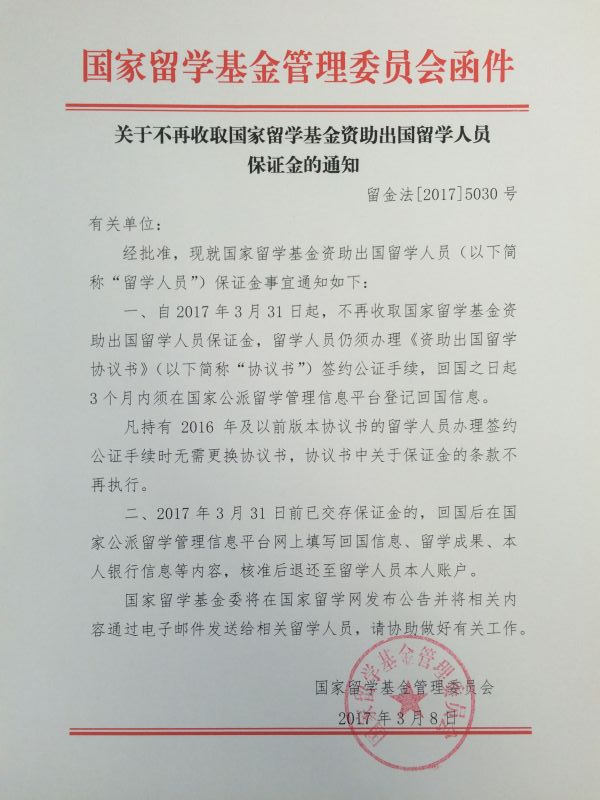 国家留学基金管理委员会函件
关于不再收取国家留学基金资助出国留学人员
保证金的通知
留金法[2017]5030 号
有关单位：
经批准，现就国家留学基金资助出国留学人员（以下简
称“留学人员”）保证金事宜通知如下：
一、自 2017 年 3 月 31 日起，不再收取国家留学基金资
助出国留学人员保证金，留学人员仍须办理《资助出国留学
协议书》（以下简称“协议书”）签约公证手续，回国之日起
3 个月内须在国家公派留学管理信息平台登记回国信息。
凡持有 2016 年及以前版本协议书的留学人员办理签约
公证手续时无需更换协议书，协议书中关于保证金的条款不
再执行。
二、2017 年 3 月 31 日前已交存保证金的，回国后在国
家公派留学管理信息平台网上填写回国信息、留学成果、本
人银行信息等内容，核准后退还至留学人员本人账户。
国家留学基金委将在国家留学网发布公告并将相关内
容通过电子邮件发送给相关留学人员，请协助做好有关工作。
国家留学基金管理委员会
2017 年 3 月 8 日
国家留学基金管理委员会